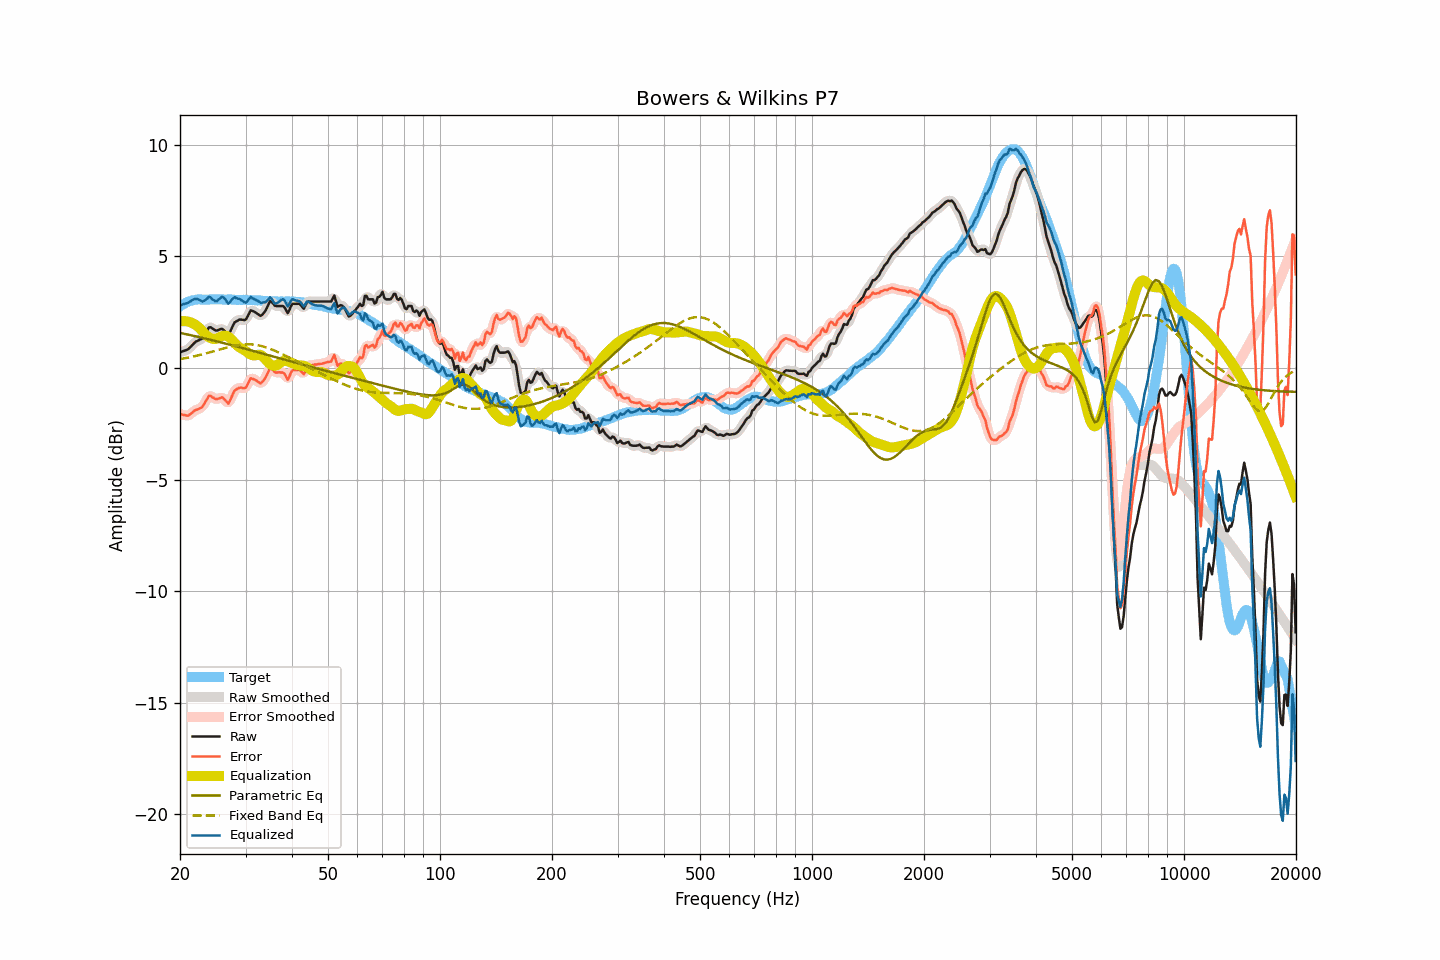 Bowers & Wilkins P7
Amplitude (dBr)
10
5
0
−5
−10
−15
−20
Target
Raw Smoothed
Error Smoothed
Raw
Error
Equalization
Parametric Eq
Fixed Band Eq
Equalized
20 50 100 200 500 1000 2000 5000 10000 20000
Frequency (Hz)